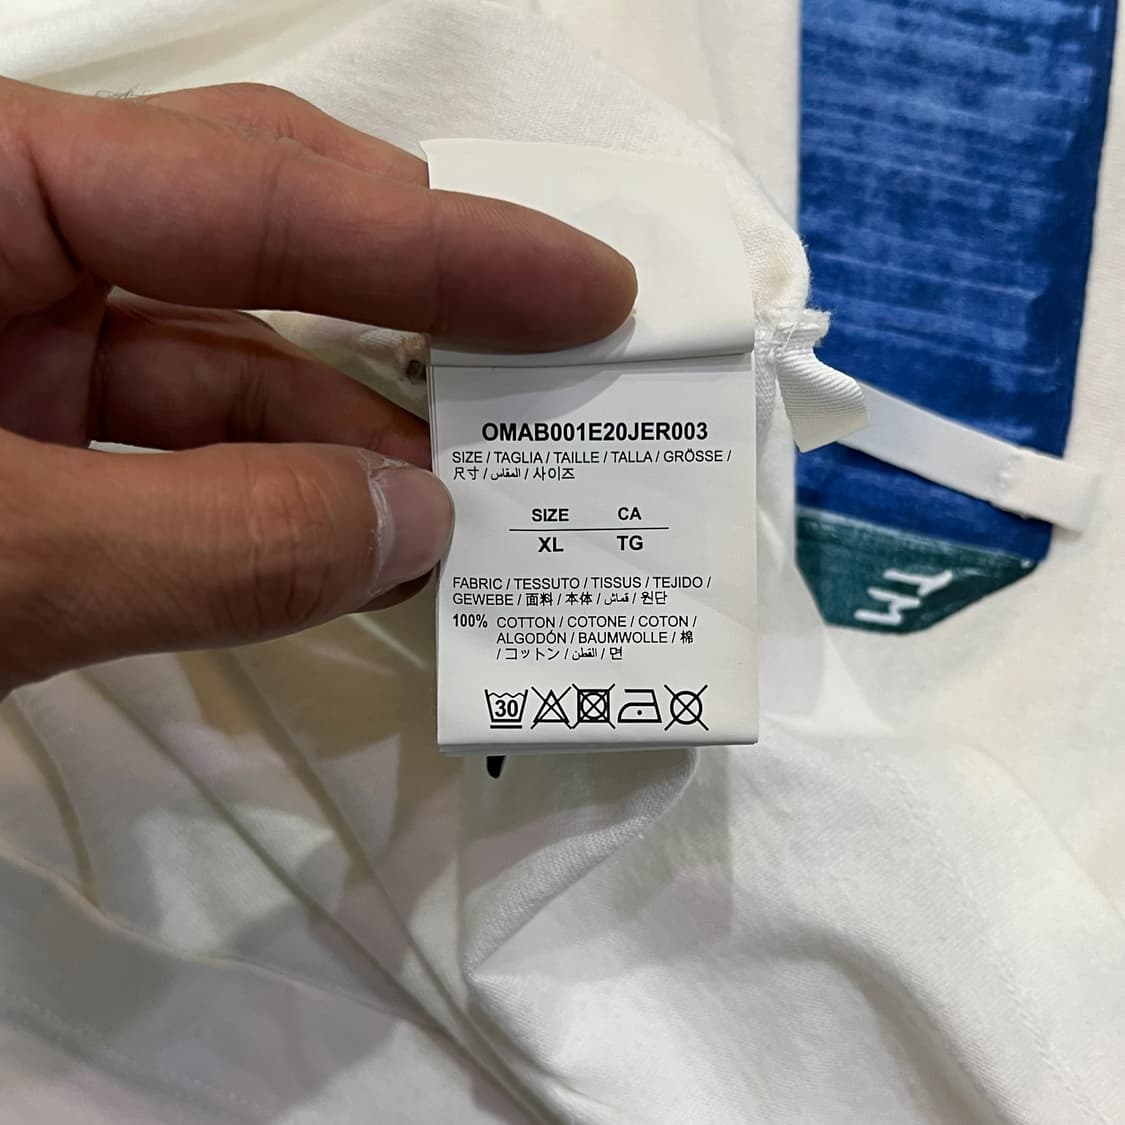 OMAB001E20JER003
SIZE / TAGLIA / TAILLE / TALLA / GRÖSSE /
尺寸 / المقاس / 사이즈
SIZE CA
XL TG
FABRIC / TESSUTO / TISSUS / TEJIDO /
GEWEBE / 面料 / 本体 / قماش / 원단
100% COTTON / COTONE / COTON /
ALGODÓN / BAUMWOLLE / 棉
/ コットン / القطن / 면
30
TM